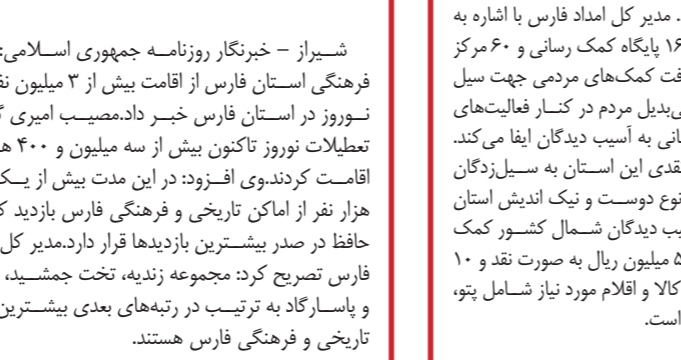 . مدیر کل امداد فارس با اشاره به
۱۶ پایگاه کمک رسانی و ۶۰ مرکز
فت کمک‌های مردمی جهت سیل
ی‌بدیل مردم در کنار فعالیت‌های
انی به آسیب دیدگان ایفا می‌کند.
نقدی این استان به سیل‌زدگان
نوع دوست و نیک اندیش استان
یب دیدگان شمال کشور کمک
۵ میلیون ریال به صورت نقد و ۱۰
کالا و اقلام مورد نیاز شامل پتو،
است.
شیراز – خبرنگار روزنامه جمهوری اسلامی:
فرهنگی استان فارس از اقامت بیش از ۳ میلیون نف
نوروز در استان فارس خبر داد.مصیب امیری گ
تعطیلات نوروز تاکنون بیش از سه میلیون و ۴۰۰ ه
اقامت کردند.وی افزود: در این مدت بیش از یک
هزار نفر از اماکن تاریخی و فرهنگی فارس بازدید ک
حافظ در صدر بیشترین بازدیدها قرار دارد.مدیر کل
فارس تصریح کرد: مجموعه زندیه، تخت جمشید،
و پاسارگاد به ترتیب در رتبه‌های بعدی بیشترین
تاریخی و فرهنگی فارس هستند.